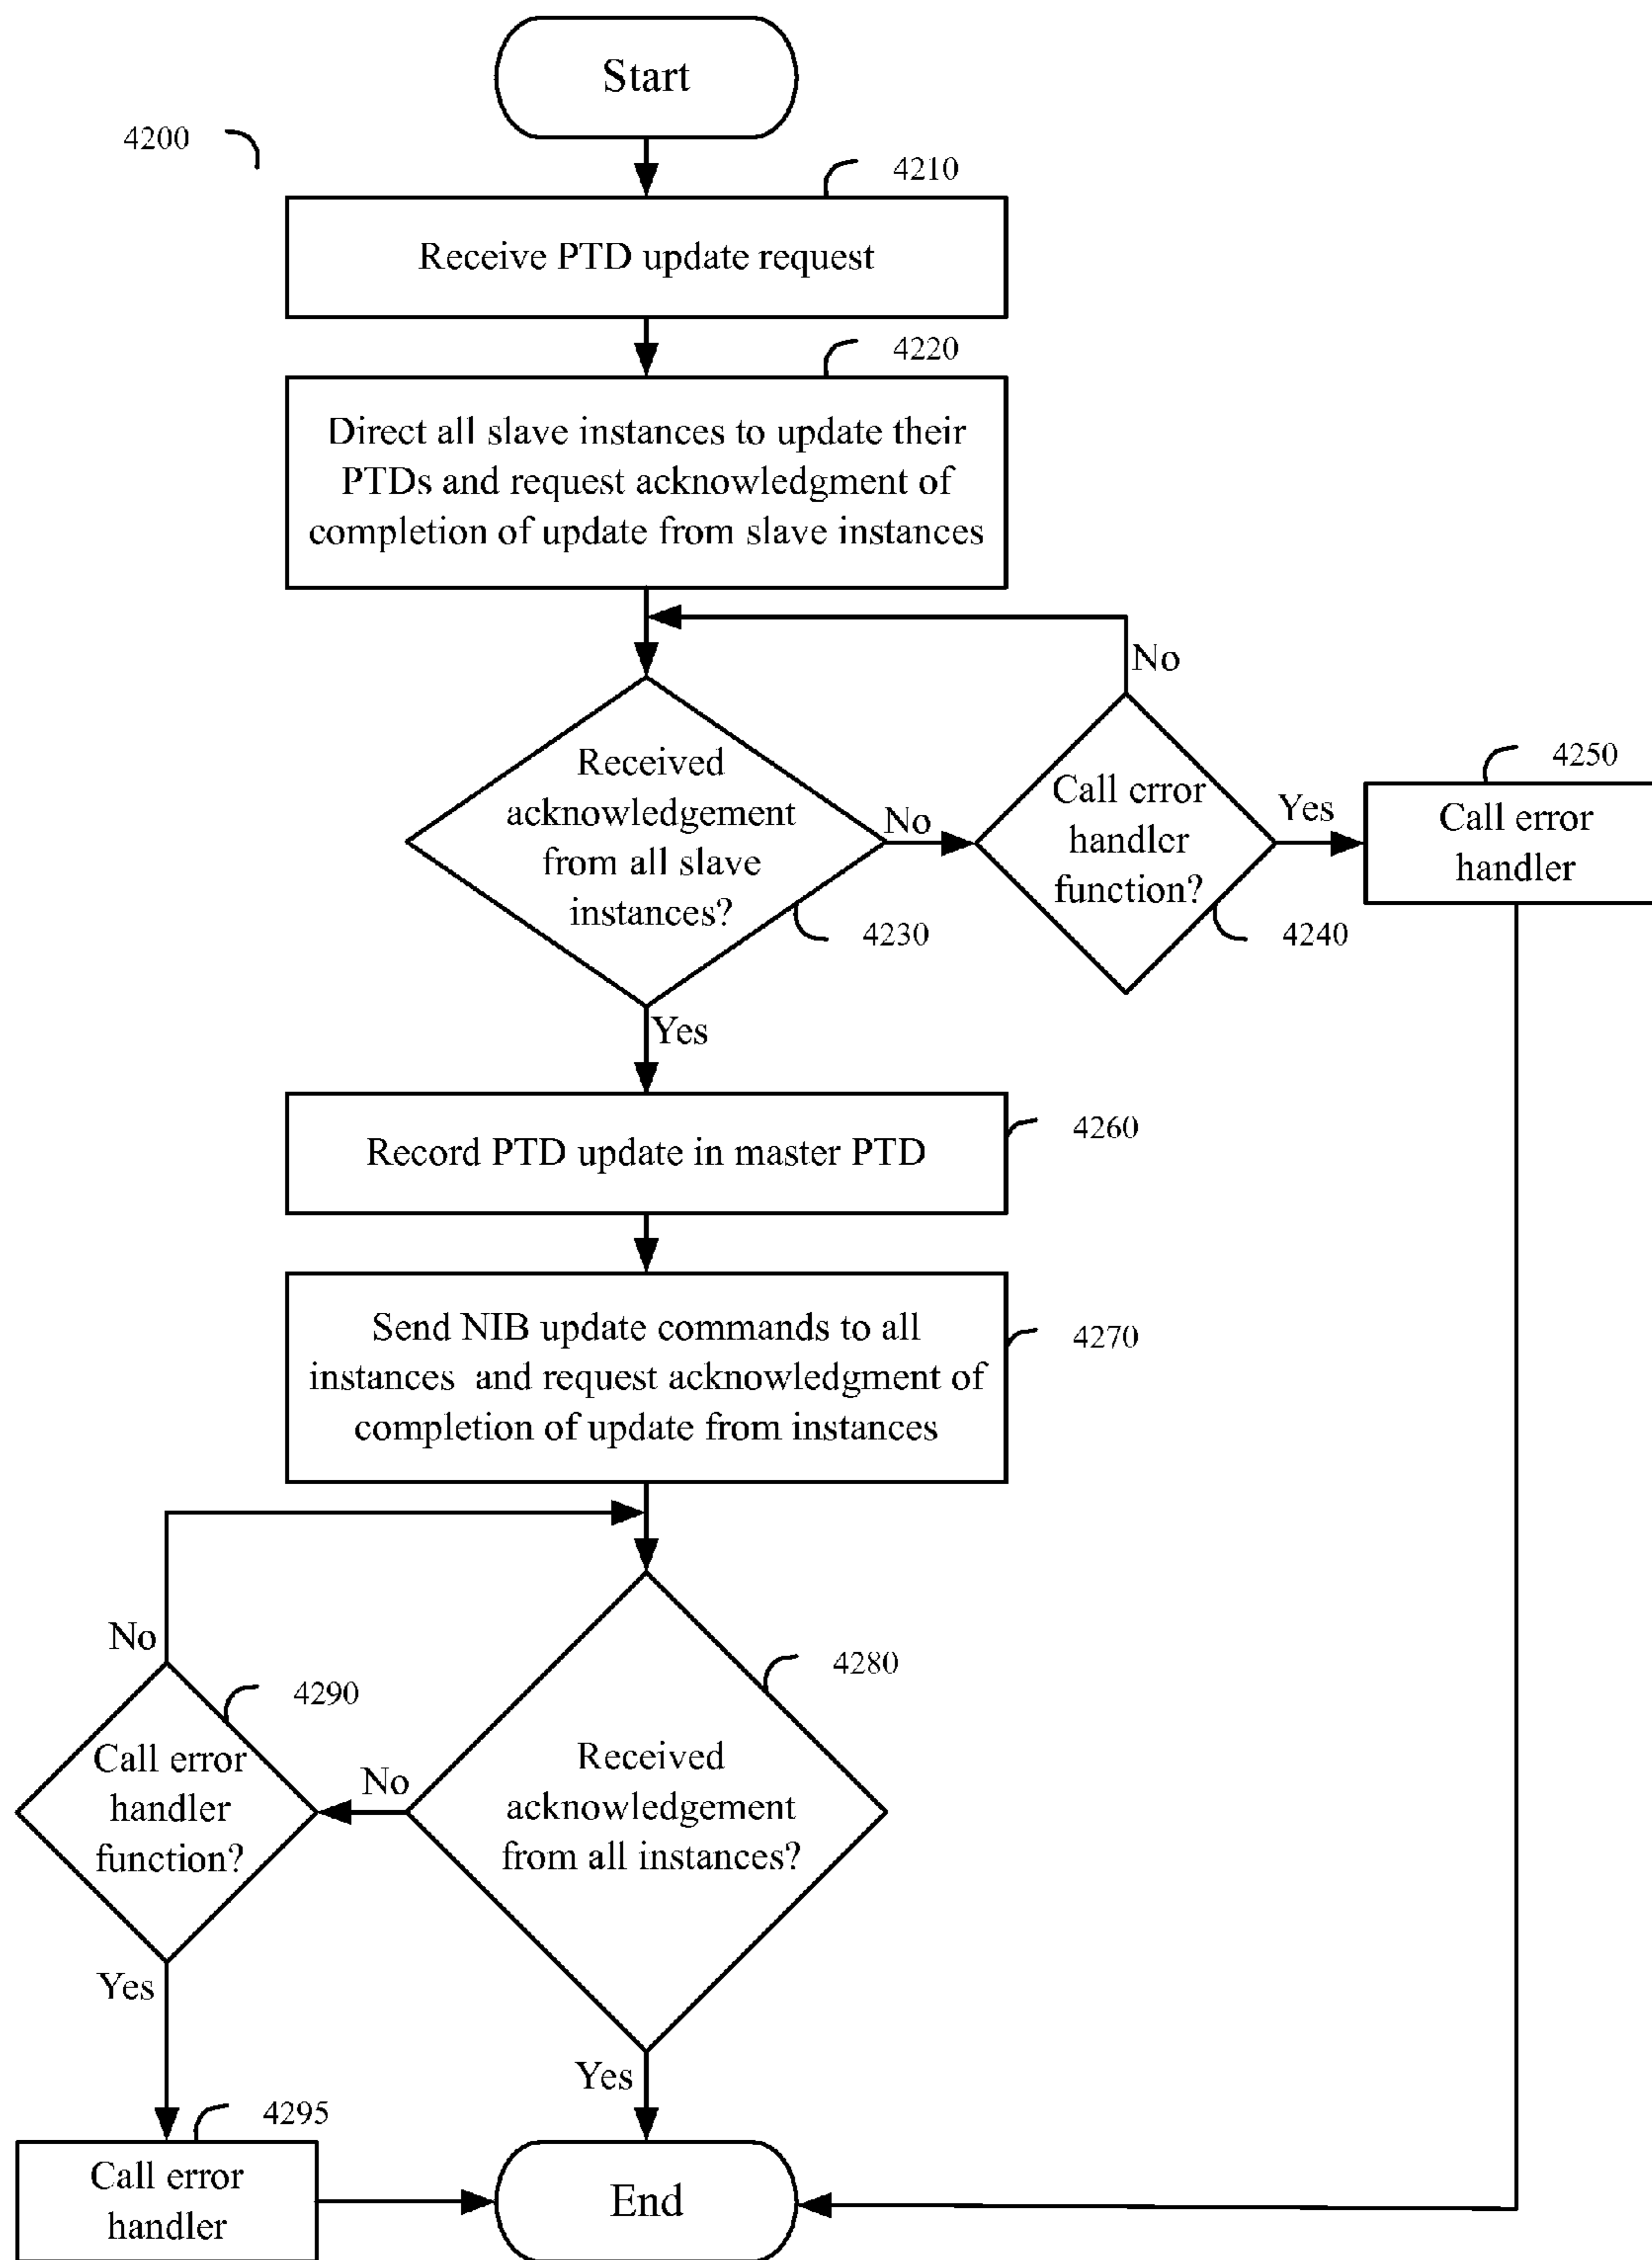 Start
4200
4210
Receive PTD update request
4220
Direct all slave instances to update their
PTDs and request acknowledgment of
completion of update from slave instances
No
Received
acknowledgement
from all slave
instances?
4230
No
Call error
handler
function?
4240
Yes
4250
Call error
handler
Yes
Record PTD update in master PTD
4260
Send NIB update commands to all
instances and request acknowledgment of
completion of update from instances
4270
No
4290
Call error
handler
function?
No
4280
Received
acknowledgement
from all instances?
Yes
Yes
4295
Call error
handler
End